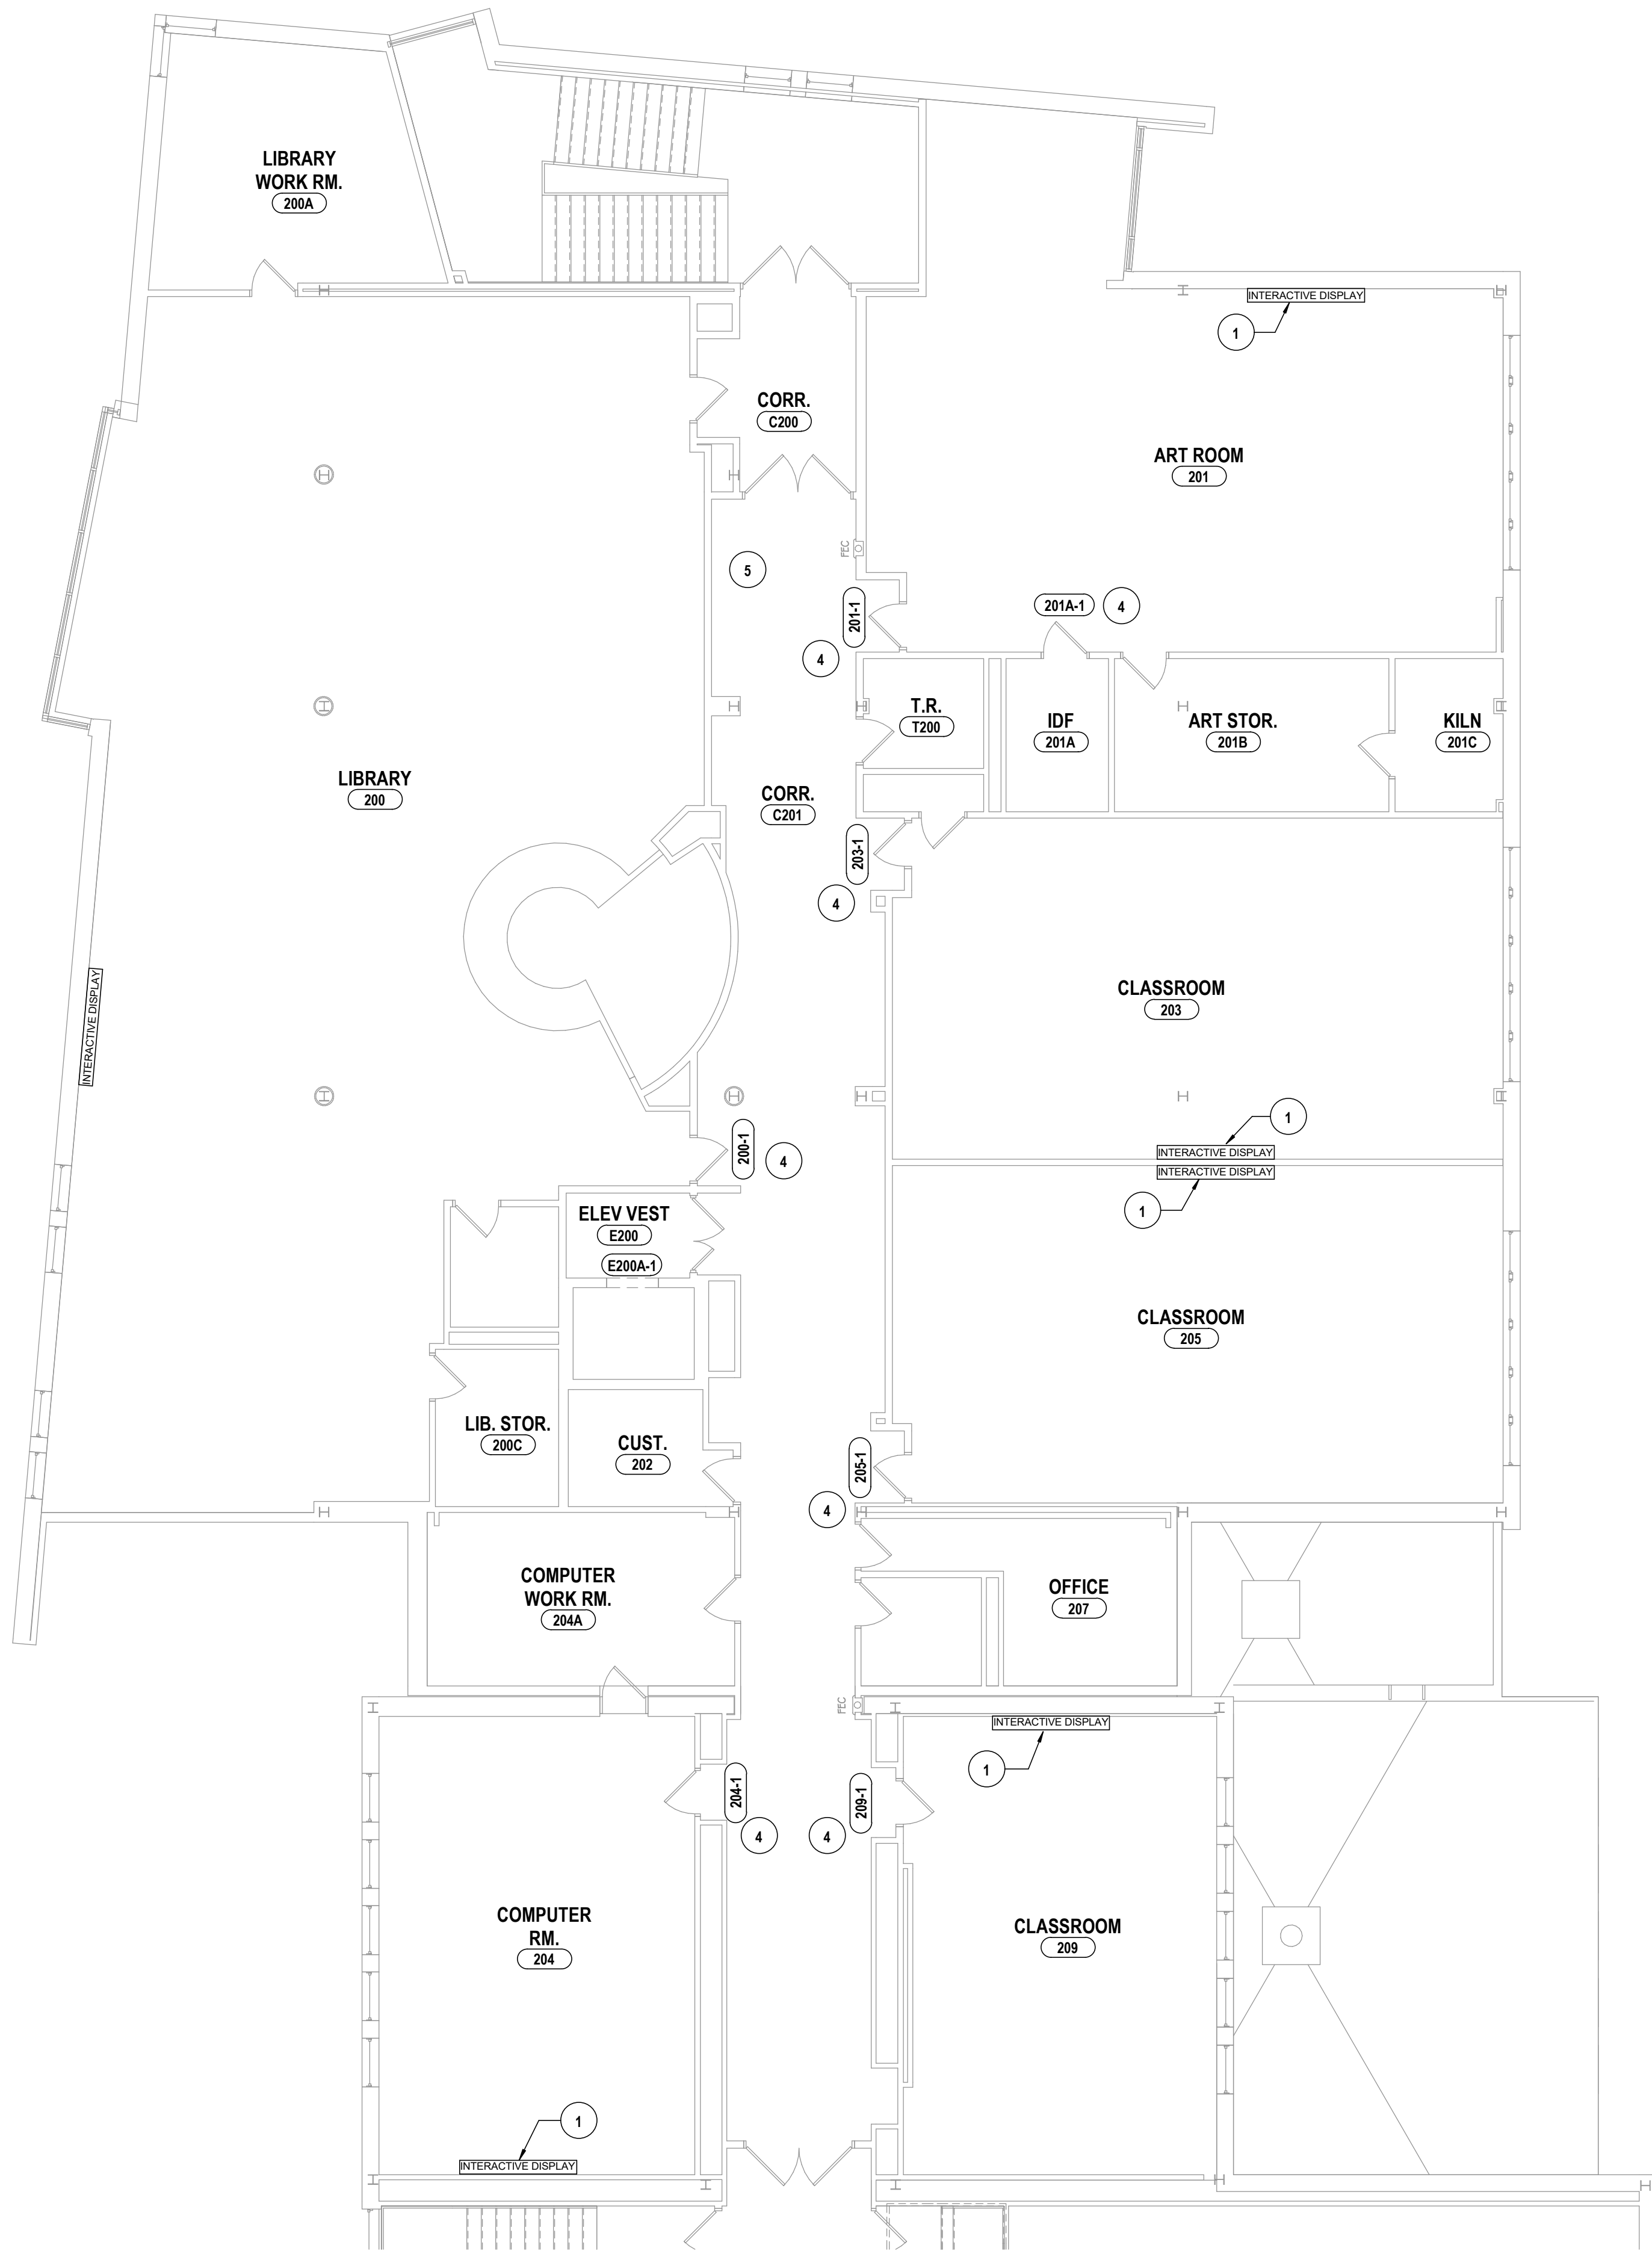 LIBRARY
WORK RM.
200A
INTERACTIVE DISPLAY
1
CORR.
C200
ART ROOM
201
FEC
5
201-1
4
201A-1
4
T.R.
T200
IDF
201A
ART STOR.
201B
KILN
201C
LIBRARY
200
CORR.
C201
203-1
4
CLASSROOM
203
INTERACTIVE DISPLAY
1
INTERACTIVE DISPLAY
INTERACTIVE DISPLAY
1
200-1
4
ELEV VEST
E200
E200A-1
CLASSROOM
205
LIB. STOR.
200C
CUST.
202
205-1
4
COMPUTER
WORK RM.
204A
OFFICE
207
FEC
INTERACTIVE DISPLAY
1
204-1
4
209-1
4
COMPUTER
RM.
204
CLASSROOM
209
1
INTERACTIVE DISPLAY